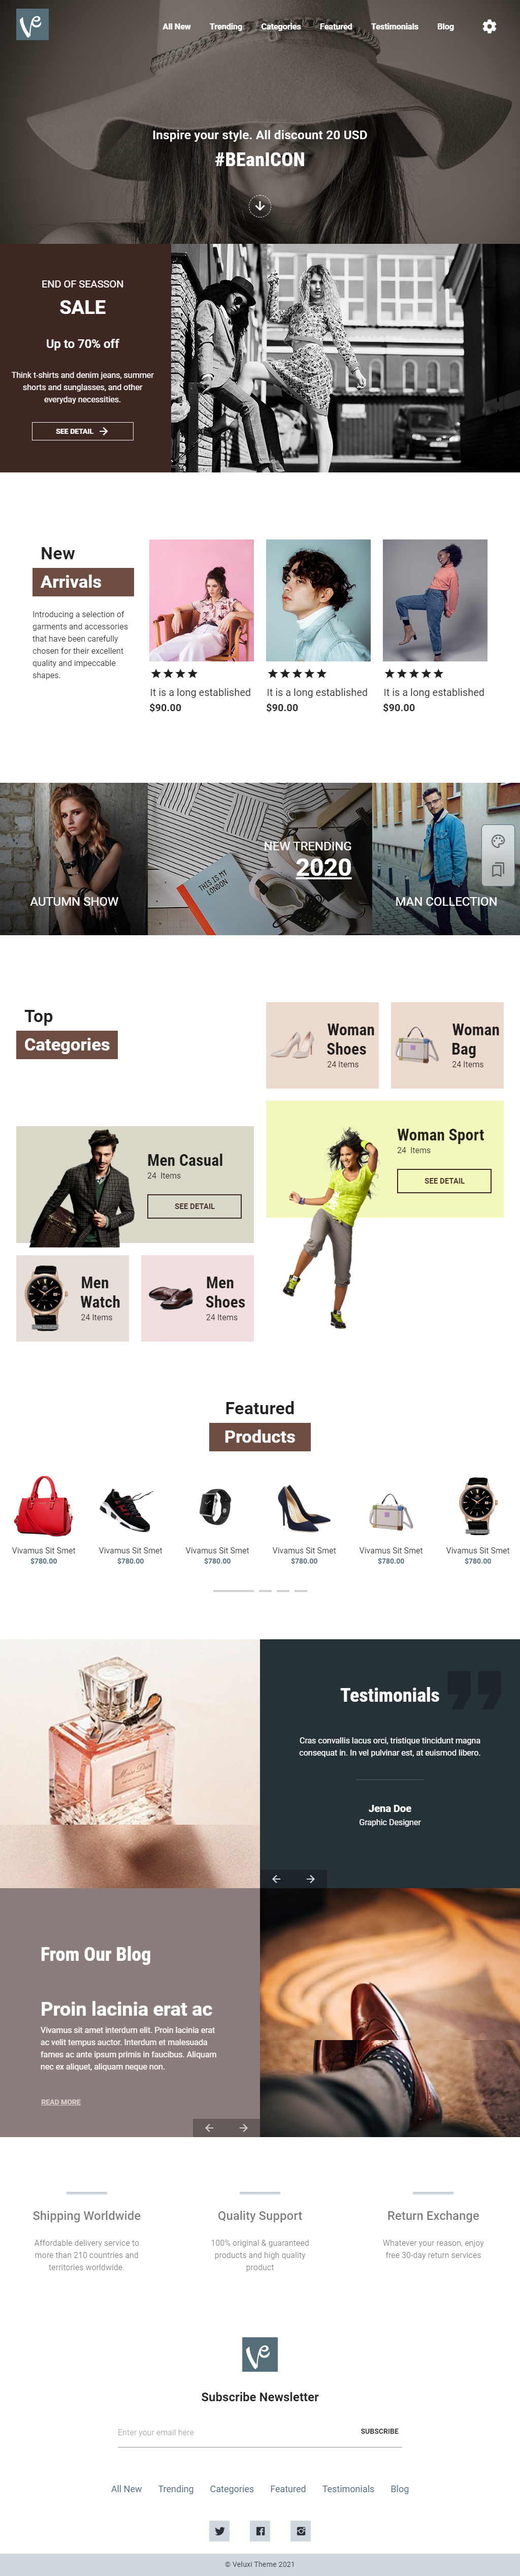 Ve
All New Trending Categories Featured Testimonials Blog
Inspire your style. All discount 20 USD
#BEanICON
END OF SEASSON
SALE
Up to 70% off
Think t-shirts and denim jeans, summer
shorts and sunglasses, and other
everyday necessities.
SEE DETAIL
New
Arrivals
Introducing a selection of
garments and accessories
that have been carefully
chosen for their excellent
quality and impeccable
shapes.
It is a long established
$90.00
It is a long established
$90.00
It is a long established
$90.00
AUTUMN SHOW
THIS IS MY
LONDON
NEW TRENDING
2020
MAN COLLECTION
Top
Categories
Woman
Shoes
24 Items
Woman
Bag
24 Items
Men Casual
24 Items
SEE DETAIL
Woman Sport
24 Items
SEE DETAIL
Men
Watch
24 Items
Men
Shoes
24 Items
Featured
Products
Vivamus Sit Smet
$780.00
Vivamus Sit Smet
$780.00
Vivamus Sit Smet
$780.00
Vivamus Sit Smet
$780.00
Vivamus Sit Smet
$780.00
Vivamus Sit Smet
$780.00
Testimonials
Cras convallis lacus orci, tristique tincidunt magna
consequat in. In vel pulvinar est, at euismod libero.
Jena Doe
Graphic Designer
From Our Blog
Proin lacinia erat ac
Vivamus sit amet interdum elit. Proin lacinia erat
ac velit tempus auctor. Interdum et malesuada
fames ac ante ipsum primis in faucibus. Aliquam
nec ex aliquet, aliquam neque non.
READ MORE
Shipping Worldwide
Affordable delivery service to
more than 210 countries and
territories worldwide.
Quality Support
100% original & guaranteed
products and high quality
product
Return Exchange
Whatever your reason, enjoy
free 30-day return services
Ve
Subscribe Newsletter
Enter your email here
SUBSCRIBE
All New Trending Categories Featured Testimonials Blog
© Veluxi Theme 2021